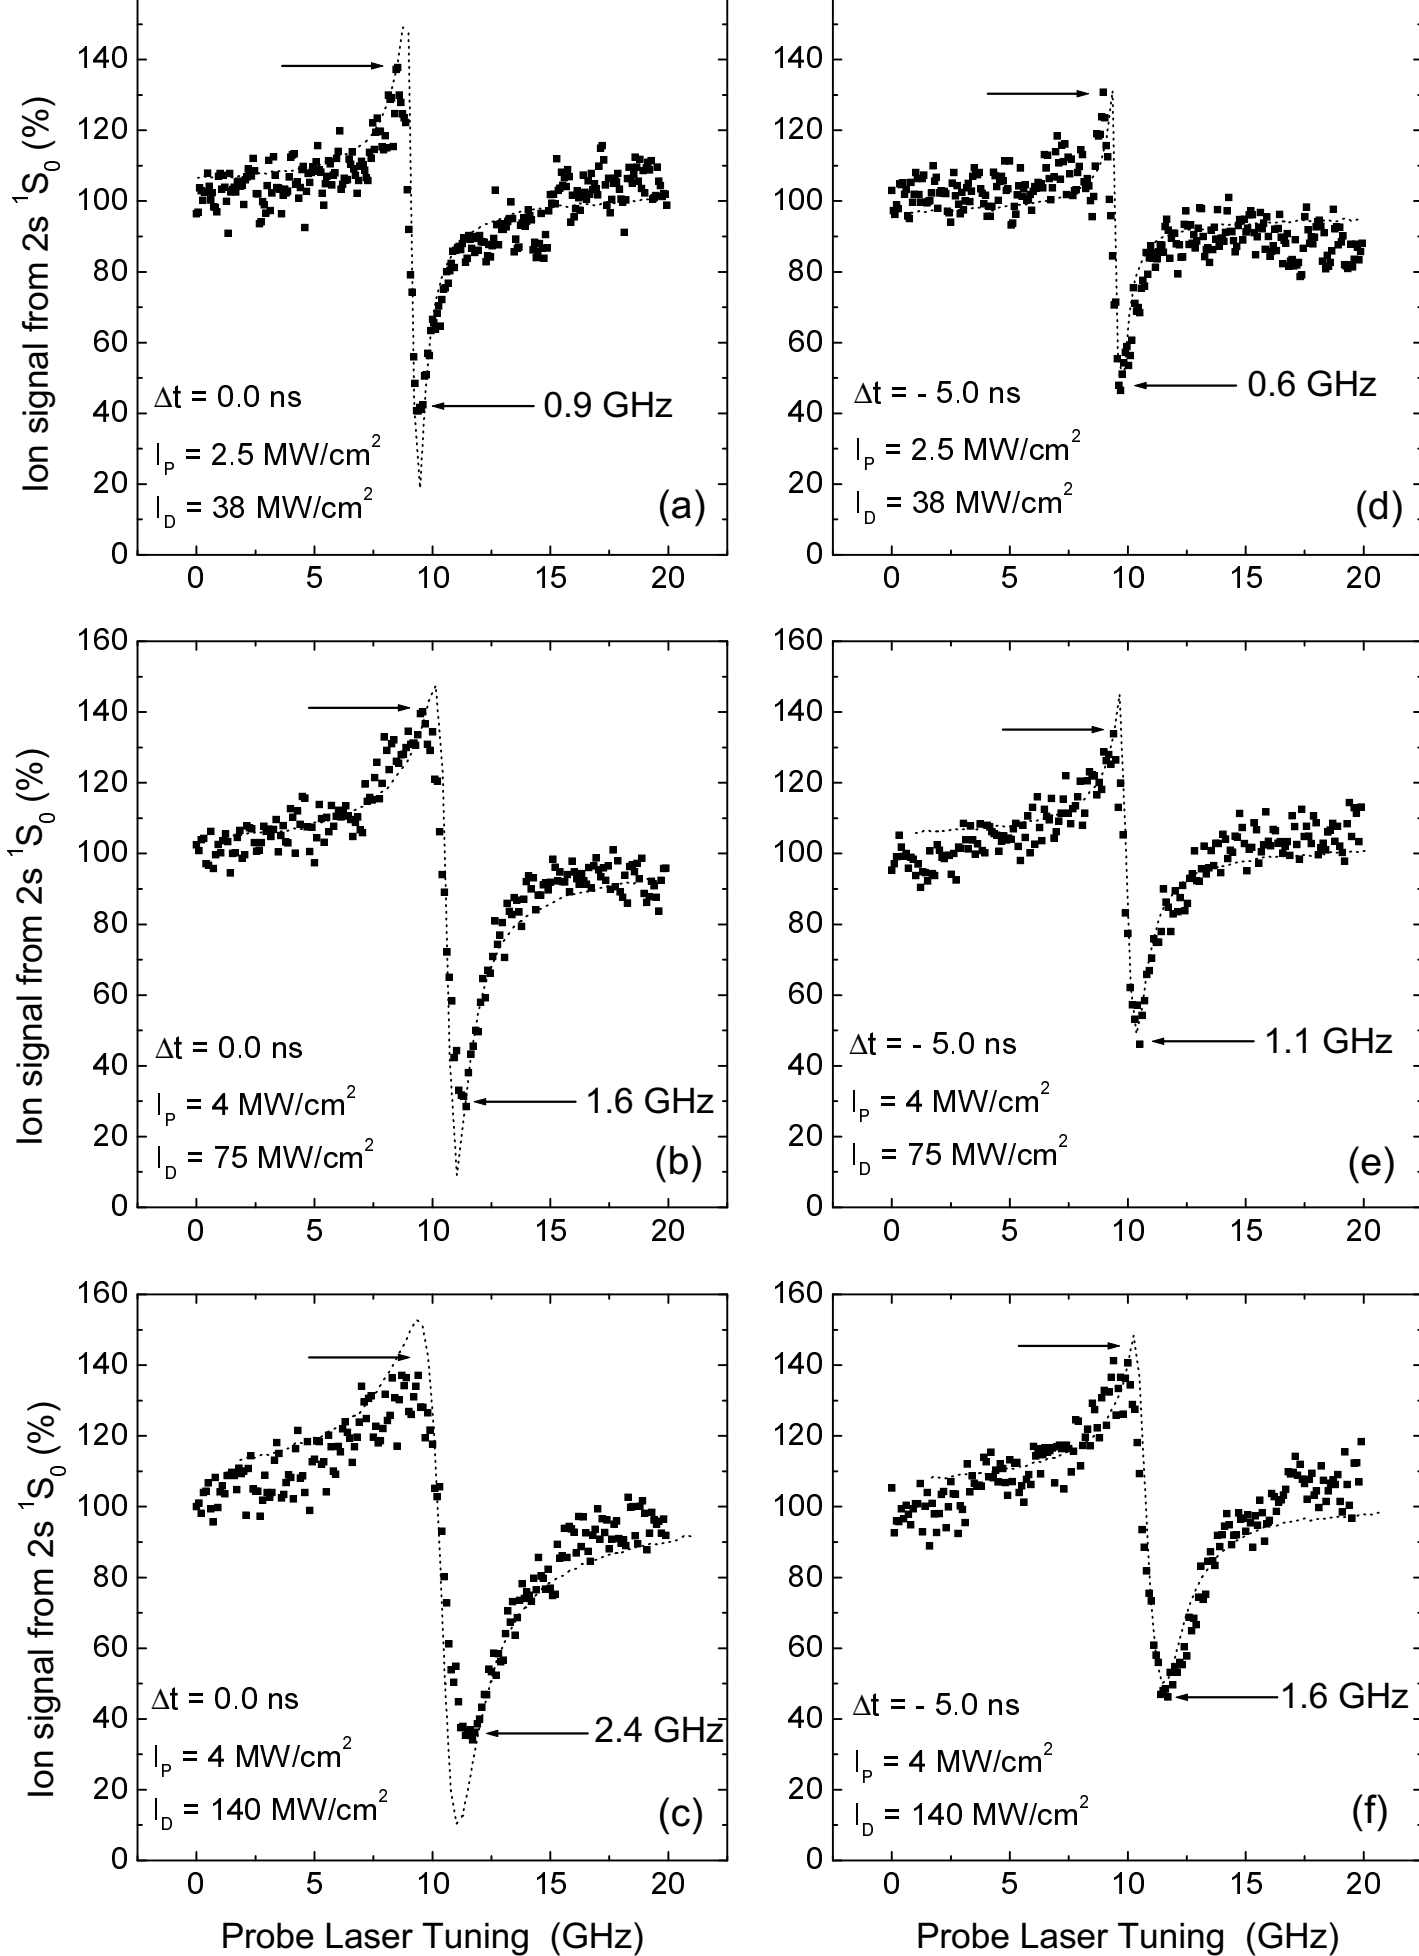 Ion signal from 2s ¹S₀ (%)
140
120
100
80
60
40
20
0
Δt = 0.0 ns
I_P = 2.5 MW/cm²
I_D = 38 MW/cm²
0.9 GHz
(a)
0 5 10 15 20
140
120
100
80
60
40
20
0
Δt = - 5.0 ns
I_P = 2.5 MW/cm²
I_D = 38 MW/cm²
0.6 GHz
(d)
0 5 10 15 20
Ion signal from 2s ¹S₀ (%)
160
140
120
100
80
60
40
20
0
Δt = 0.0 ns
I_P = 4 MW/cm²
I_D = 75 MW/cm²
1.6 GHz
(b)
0 5 10 15 20
160
140
120
100
80
60
40
20
0
Δt = - 5.0 ns
I_P = 4 MW/cm²
I_D = 75 MW/cm²
1.1 GHz
(e)
0 5 10 15 20
Ion signal from 2s ¹S₀ (%)
160
140
120
100
80
60
40
20
0
Δt = 0.0 ns
I_P = 4 MW/cm²
I_D = 140 MW/cm²
2.4 GHz
(c)
0 5 10 15 20
Probe Laser Tuning (GHz)
160
140
120
100
80
60
40
20
0
Δt = - 5.0 ns
I_P = 4 MW/cm²
I_D = 140 MW/cm²
1.6 GHz
(f)
0 5 10 15 20
Probe Laser Tuning (GHz)